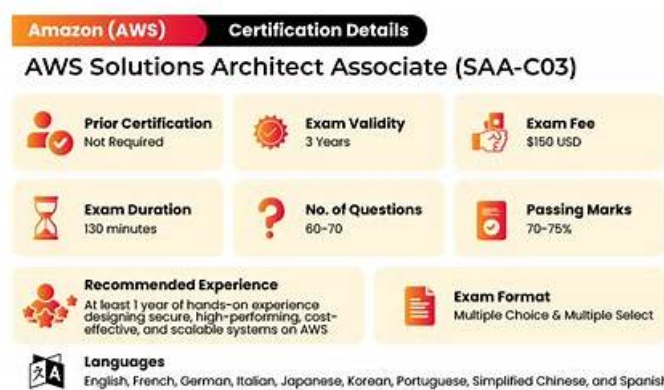 Amazon (AWS) Certification Details
AWS Solutions Architect Associate (SAA-C03)
Prior Certification
Not Required
Exam Validity
3 Years
Exam Fee
$150 USD
Exam Duration
130 minutes
No. of Questions
60-70
Passing Marks
70-75%
Recommended Experience
At least 1 year of hands-on experience
designing secure, high-performing, cost-
effective, and scalable systems on AWS
Exam Format
Multiple Choice & Multiple Select
Languages
English, French, German, Italian, Japanese, Korean, Portuguese, Simplified Chinese, and Spanish